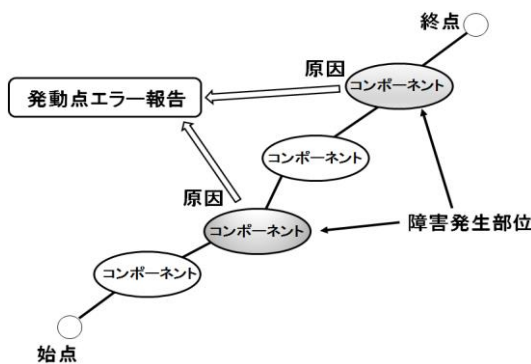 終点
原因
コンポーネント
発動点エラー報告
コンポーネント
原因
コンポーネント
障害発生部位
コンポーネント
始点